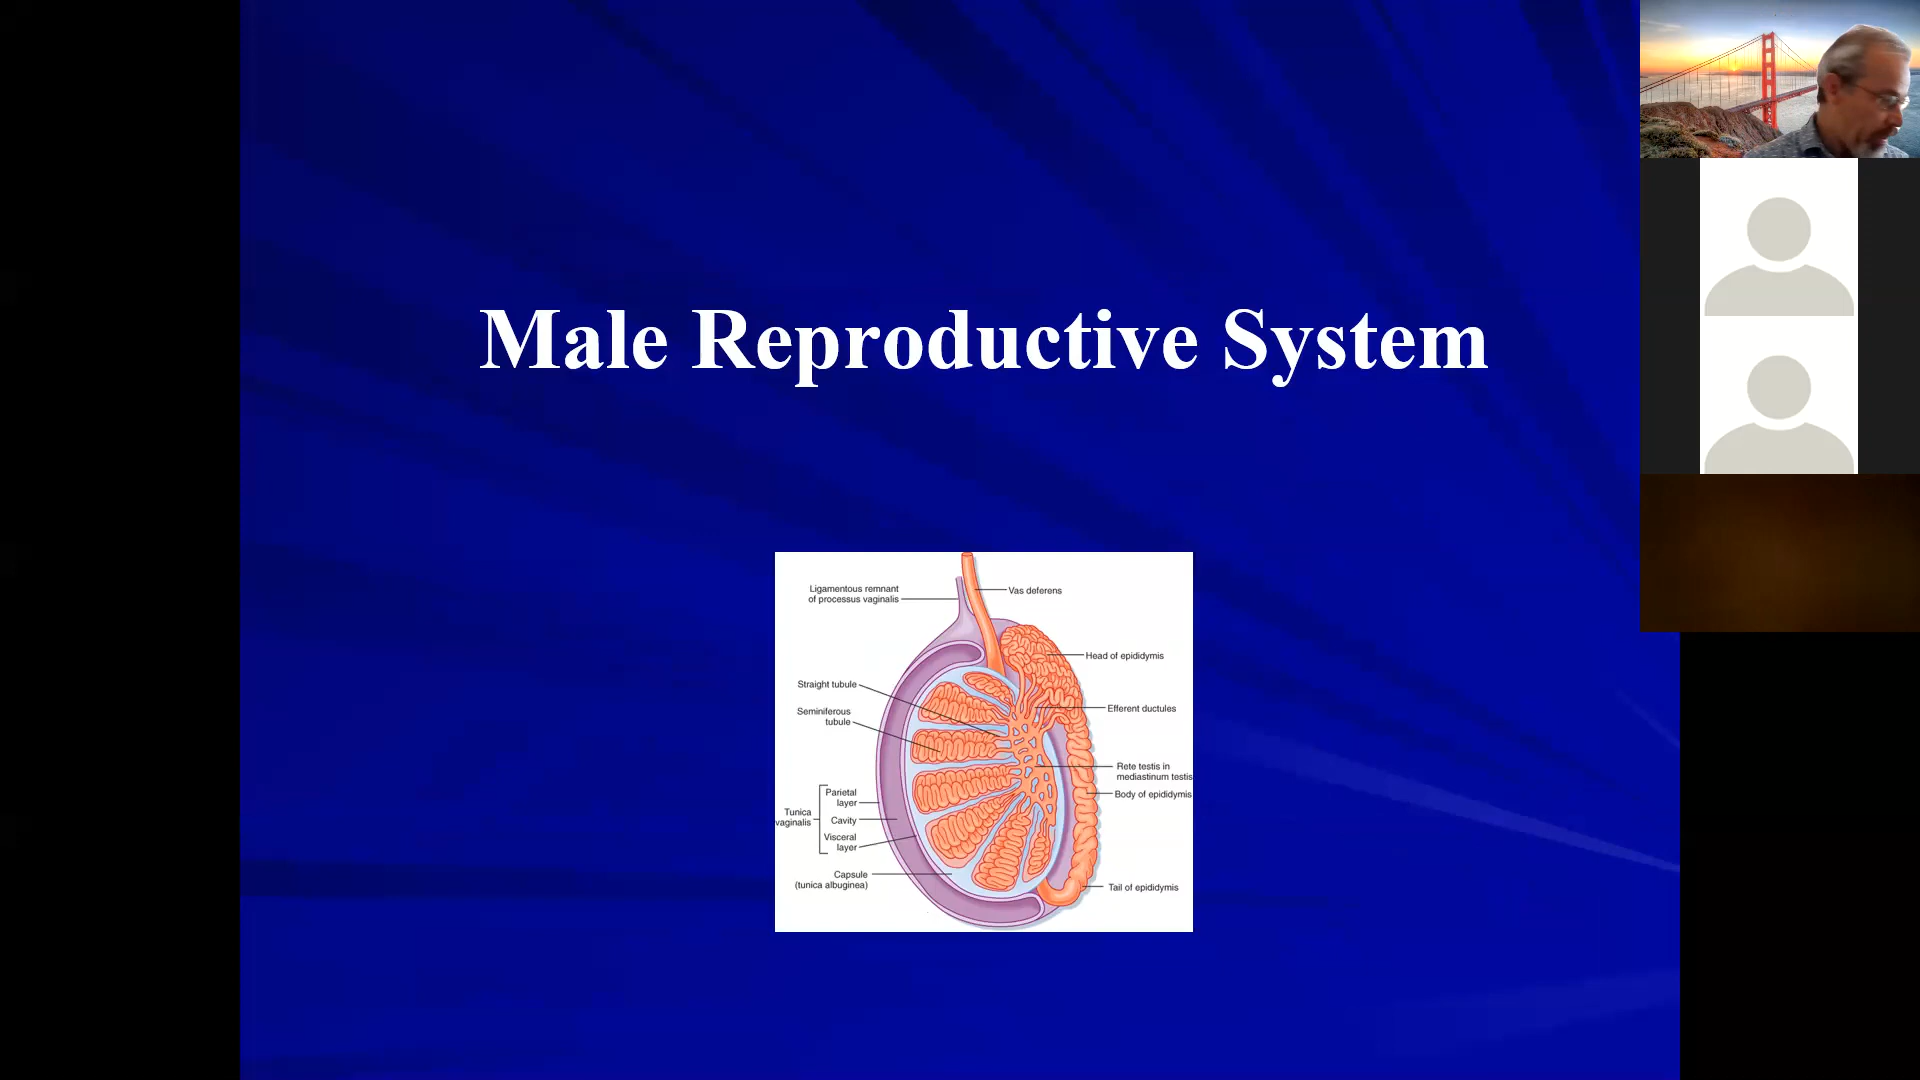 Male Reproductive System
Ligamentous remnant
of processus vaginalis
Vas deferens
Head of epididymis
Straight tubule
Efferent ductules
Seminiferous
tubule
Rete testis in
mediastinum testis
Body of epididymis
Tunica
vaginalis
Parietal
layer
Cavity
Visceral
layer
Capsule
(tunica albuginea)
Tail of epididymis